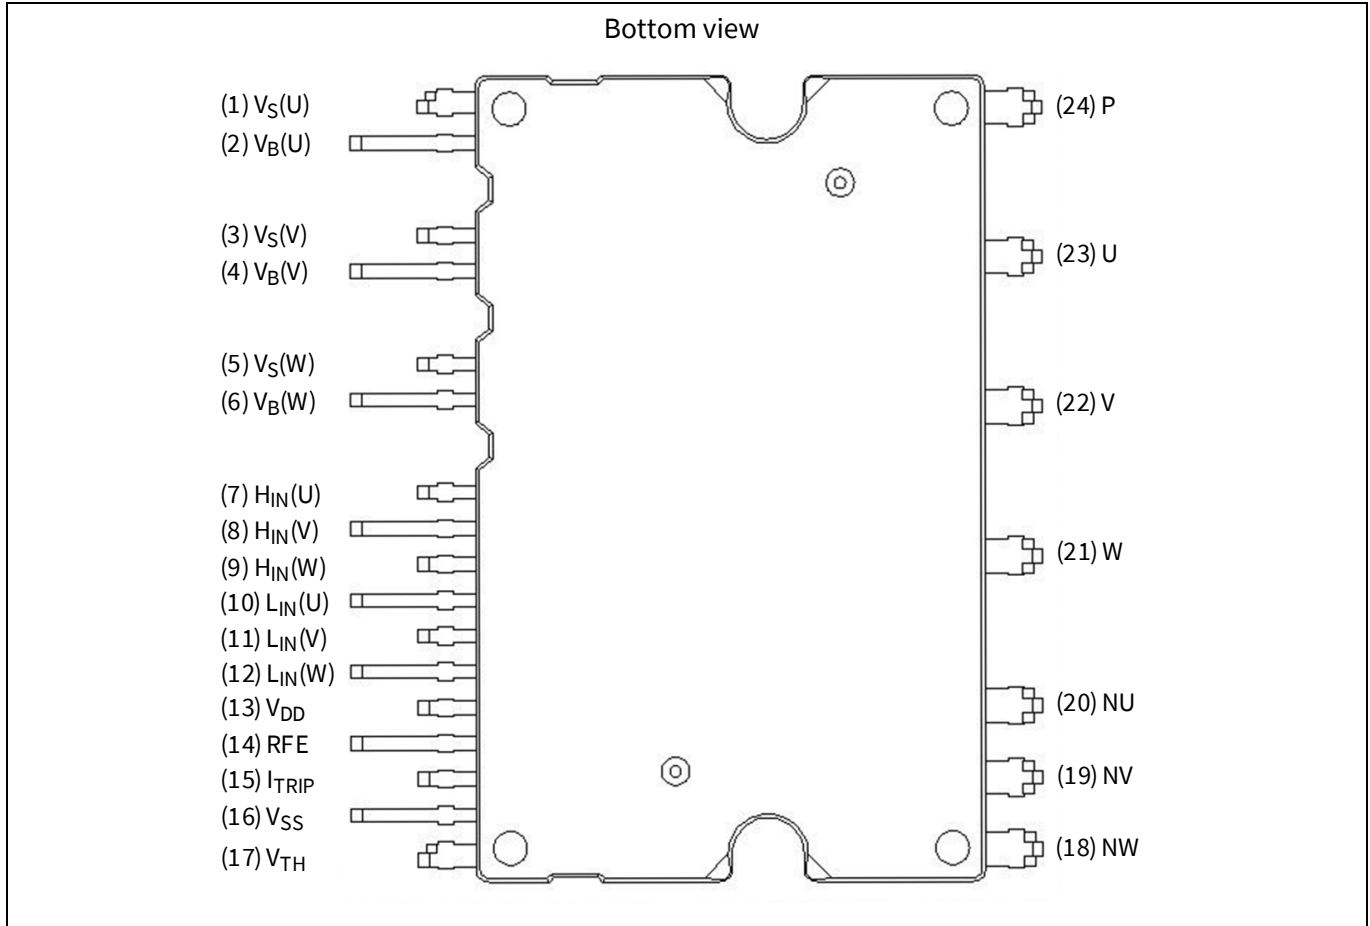 Bottom view
(1) VS(U)
(2) VB(U)
(3) VS(V)
(4) VB(V)
(5) VS(W)
(6) VB(W)
(7) HIN(U)
(8) HIN(V)
(9) HIN(W)
(10) LIN(U)
(11) LIN(V)
(12) LIN(W)
(13) VDD
(14) RFE
(15) ITRIP
(16) VSS
(17) VTH
(24) P
(23) U
(22) V
(21) W
(20) NU
(19) NV
(18) NW